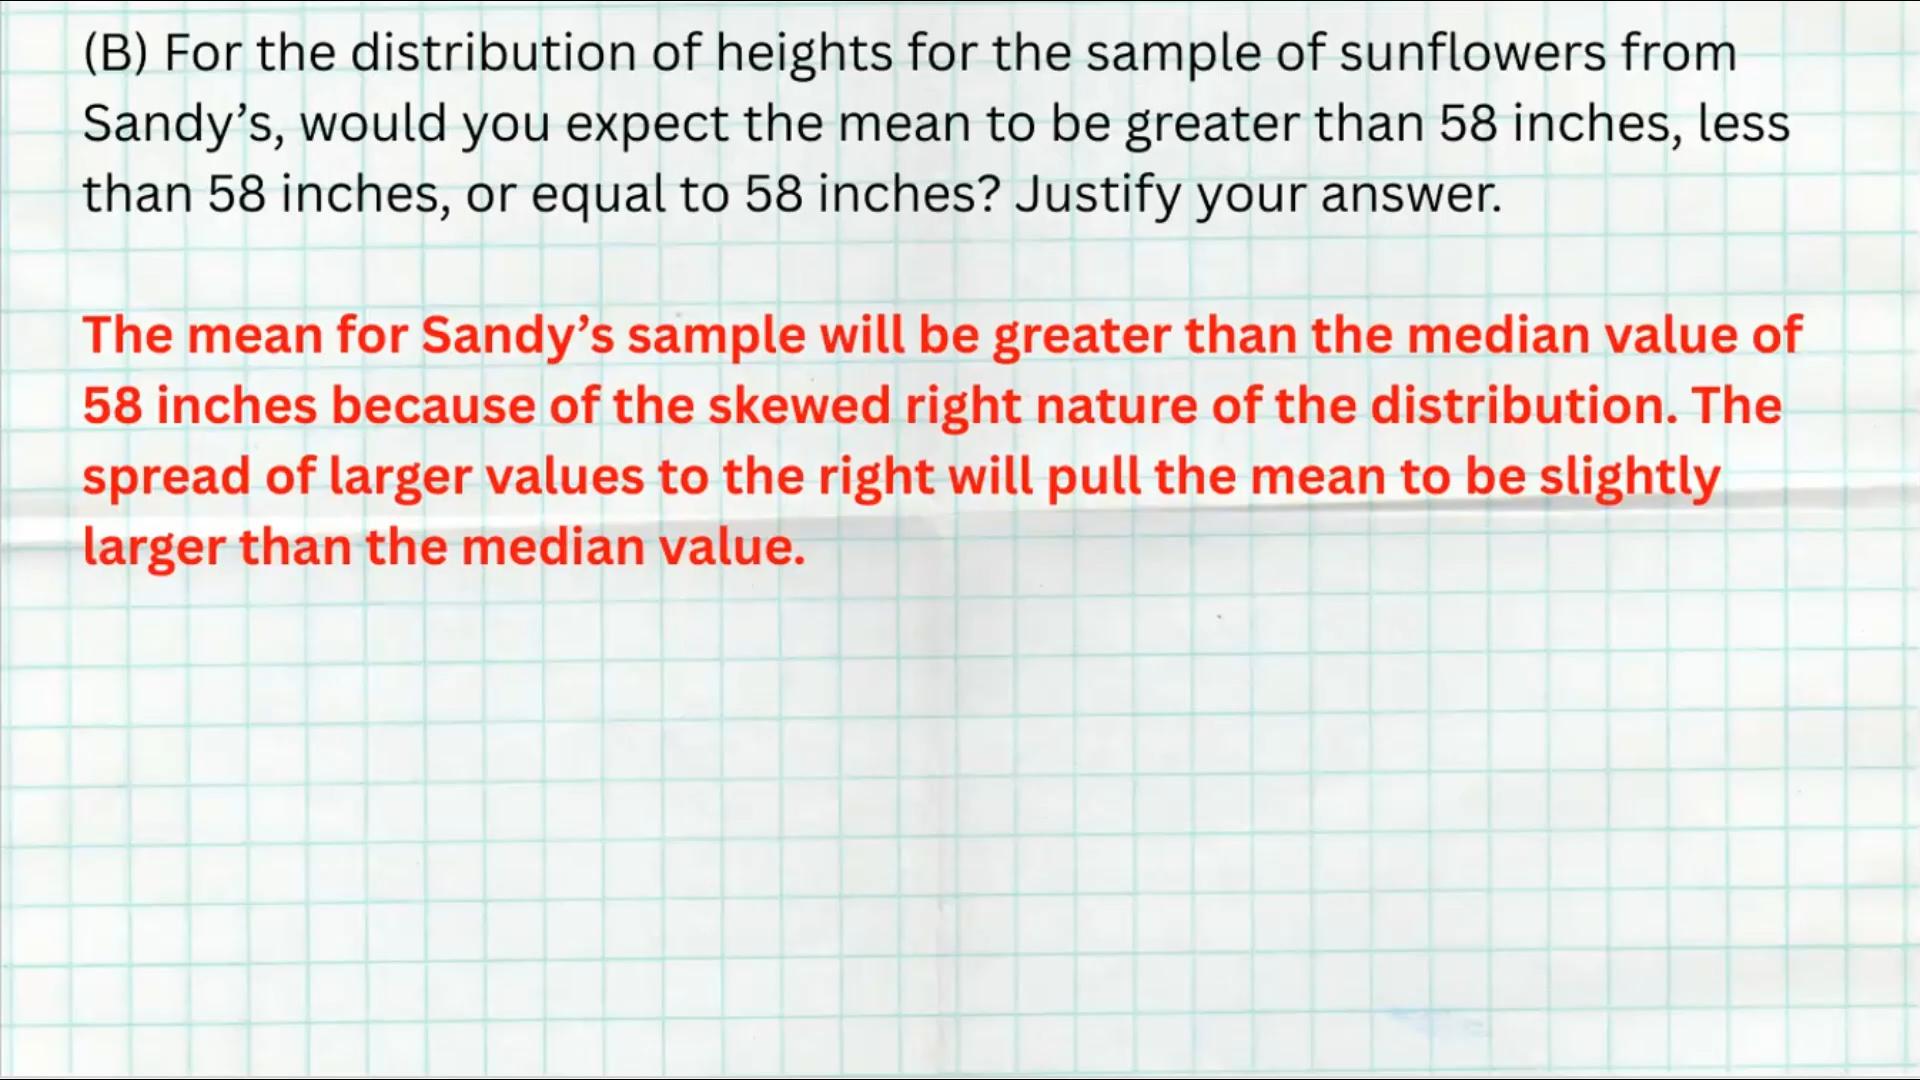 (B) For the distribution of heights for the sample of sunflowers from
Sandy’s, would you expect the mean to be greater than 58 inches, less
than 58 inches, or equal to 58 inches? Justify your answer.
The mean for Sandy’s sample will be greater than the median value of
58 inches because of the skewed right nature of the distribution. The
spread of larger values to the right will pull the mean to be slightly
larger than the median value.